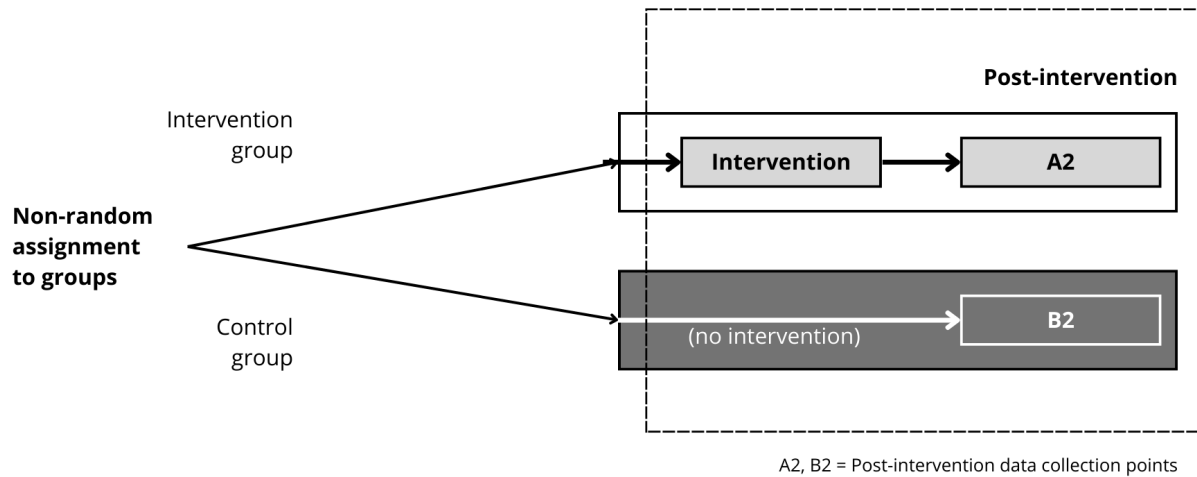 Post-intervention
Intervention
group
Intervention
A2
Non-random
assignment
to groups
Control
group
(no intervention)
B2
A2, B2 = Post-intervention data collection points